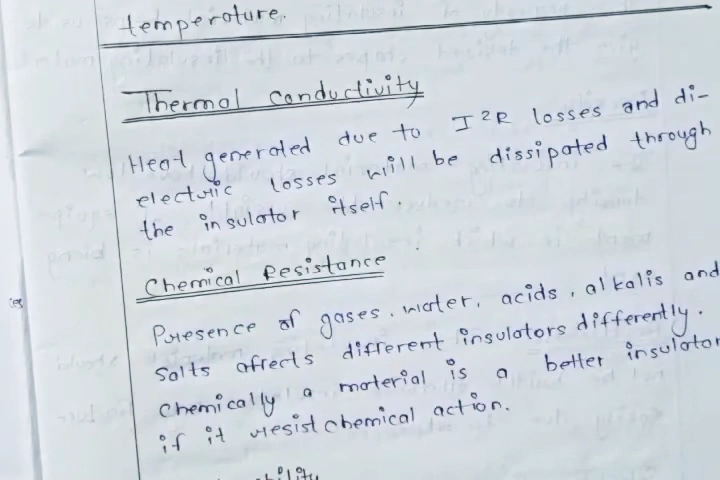 temperature.
Thermal Conductivity
Heat generated due to I²R losses and di-
electric losses will be dissipated through
the insulator itself.
Chemical Resistance
Presence of gases, water, acids, alkalis and
Salts affects different insulators differently.
Chemically a material is a better insulator
if it resist chemical action.